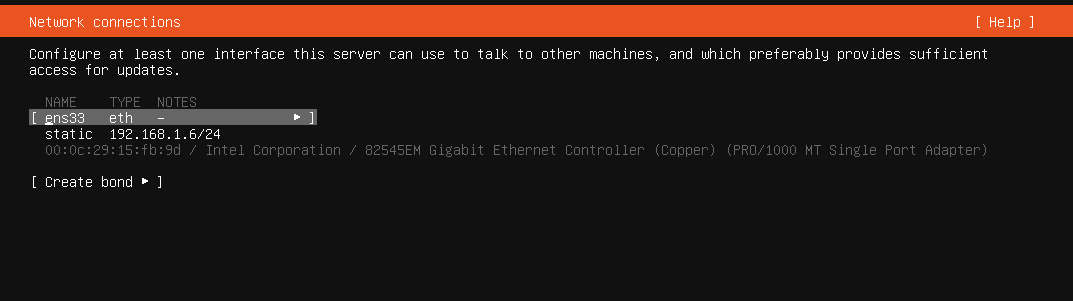 Network connections [ Help ]
Configure at least one interface this server can use to talk to other machines, and which preferably provides sufficient
access for updates.
NAME TYPE NOTES
[ ens33 eth – ▸ ]
static 192.168.1.6/24
00:0c:29:15:fb:9d / Intel Corporation / 82545EM Gigabit Ethernet Controller (Copper) (PRO/1000 MT Single Port Adapter)
[ Create bond ▸ ]